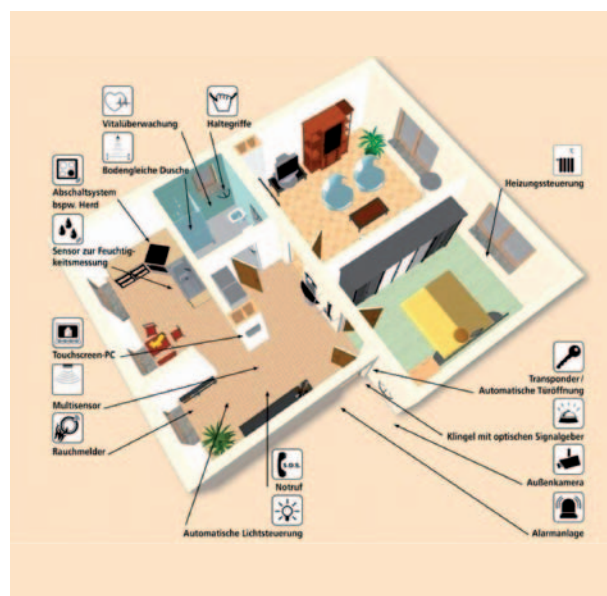 Vitalüberwachung
Haltegriffe
Bodengleiche Dusche
Abschaltsystem
bspw. Herd
Sensor zur Feuchtig-
keitsmessung
Heizungssteuerung
Touchscreen-PC
Multisensor
Rauchmelder
S.O.S.
Notruf
Automatische Lichtsteuerung
Transponder/
Automatische Türöffnung
Klingel mit optischen Signalgeber
Außenkamera
Alarmanlage